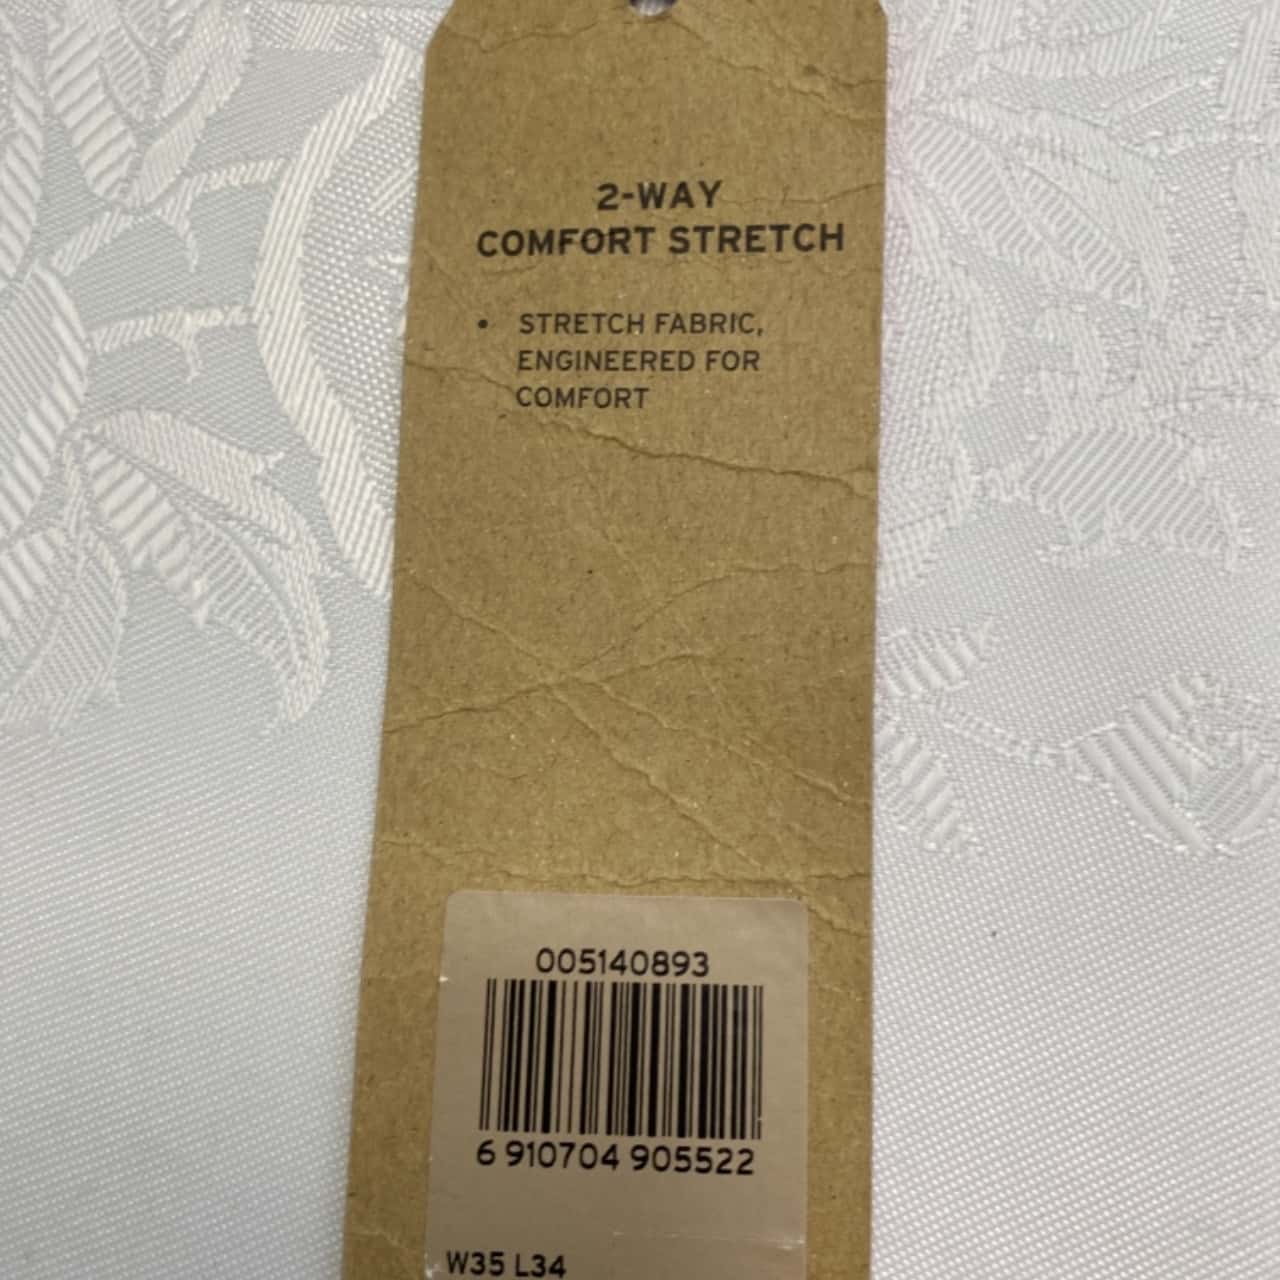 2-WAY
COMFORT STRETCH
• STRETCH FABRIC,
ENGINEERED FOR
COMFORT
005140893
6 910704 905522
W35 L34